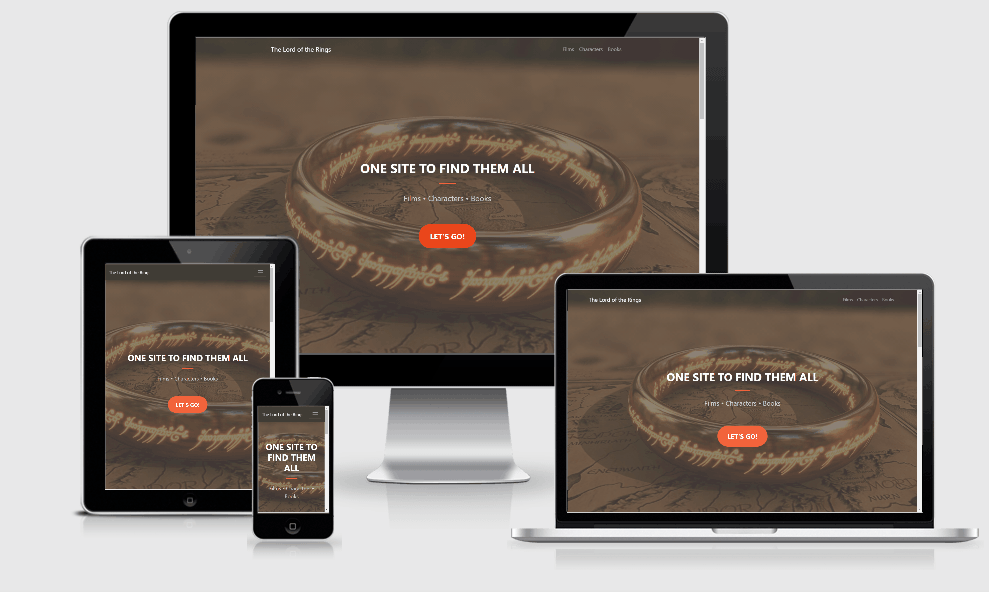 The Lord of the Rings
Films Characters Books
ONE SITE TO FIND THEM ALL
Films • Characters • Books
LET'S GO!
The Lord of the Rings
ONE SITE TO FIND THEM ALL
Films • Characters • Books
LET'S GO!
The Lord of the Rings
ONE SITE TO
FIND THEM
ALL
Films • Characters •
Books
The Lord of the Rings
Films Characters Books
ONE SITE TO FIND THEM ALL
Films • Characters • Books
LET'S GO!